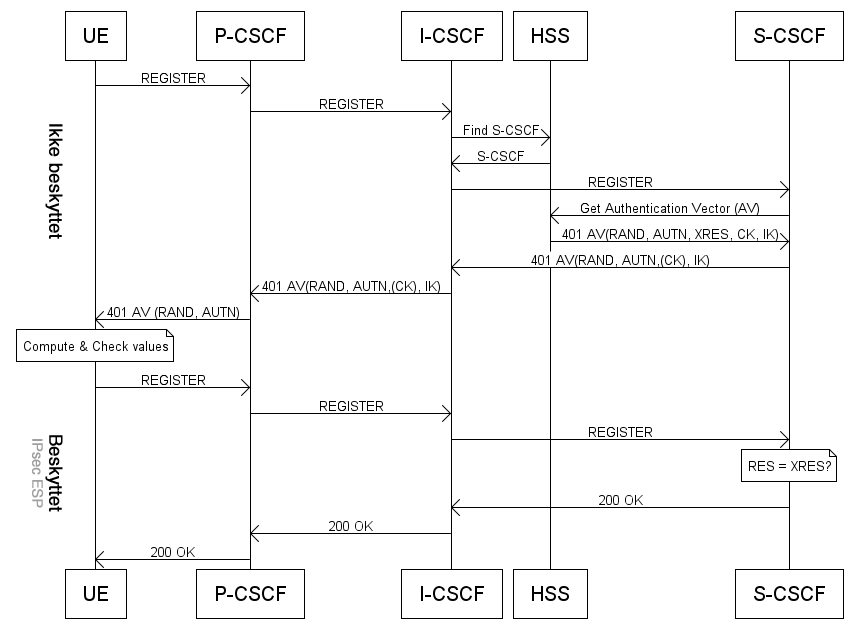 UE
P-CSCF
I-CSCF
HSS
S-CSCF
REGISTER
REGISTER
Find S-CSCF
S-CSCF
REGISTER
Get Authentication Vector (AV)
401 AV(RAND, AUTN, XRES, CK, IK)
401 AV(RAND, AUTN,(CK), IK)
401 AV(RAND, AUTN,(CK), IK)
401 AV (RAND, AUTN)
Ikke beskyttet
Compute & Check values
REGISTER
REGISTER
REGISTER
RES = XRES?
200 OK
200 OK
200 OK
Beskyttet
IPsec ESP
UE
P-CSCF
I-CSCF
HSS
S-CSCF